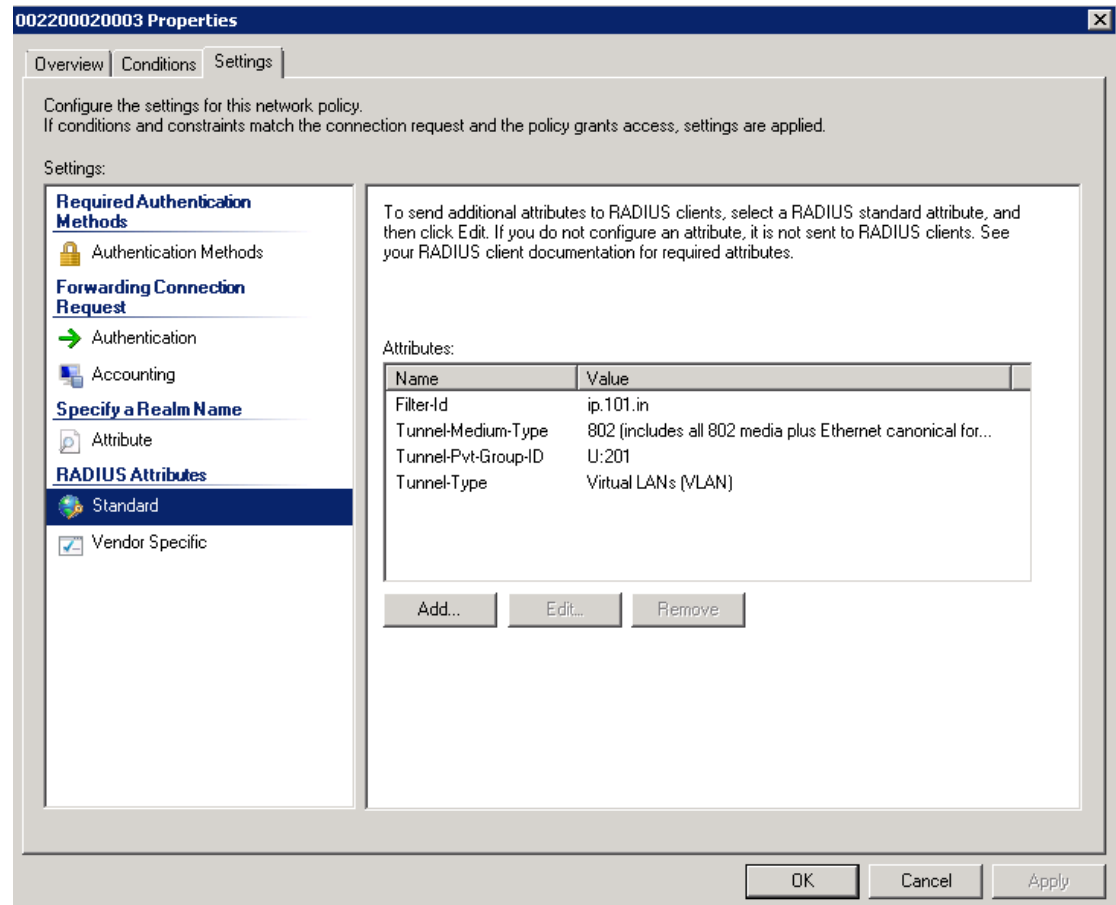 002200020003 Properties
Overview
Conditions
Settings
Configure the settings for this network policy.
If conditions and constraints match the connection request and the policy grants access, settings are applied.
Settings:
Required Authentication
Methods
Authentication Methods
Forwarding Connection
Request
Authentication
Accounting
Specify a Realm Name
Attribute
RADIUS Attributes
Standard
Vendor Specific
To send additional attributes to RADIUS clients, select a RADIUS standard attribute, and
then click Edit. If you do not configure an attribute, it is not sent to RADIUS clients. See
your RADIUS client documentation for required attributes.
Attributes:
Name Value
Filter-Id ip.101.in
Tunnel-Medium-Type 802 (includes all 802 media plus Ethernet canonical for...
Tunnel-Pvt-Group-ID U:201
Tunnel-Type Virtual LANs (VLAN)
Add... Edit... Remove
OK Cancel Apply